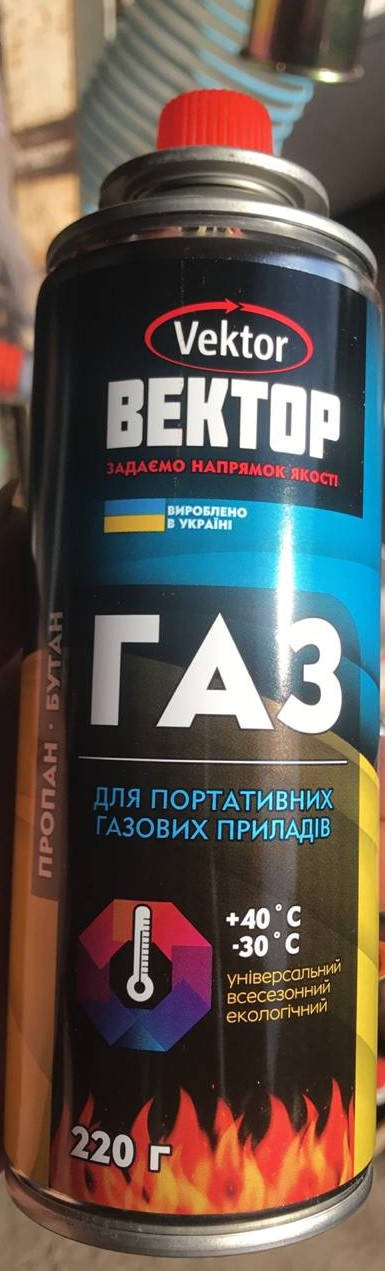 Vektor
ВЕКТОР
ЗАДАЄМО НАПРЯМОК ЯКОСТІ
ВИРОБЛЕНО
В УКРАЇНІ
ГАЗ
ПРОПАН · БУТАН
ДЛЯ ПОРТАТИВНИХ
ГАЗОВИХ ПРИЛАДІВ
+40°C
-30°C
універсальний
всесезонний
екологічний
220 г